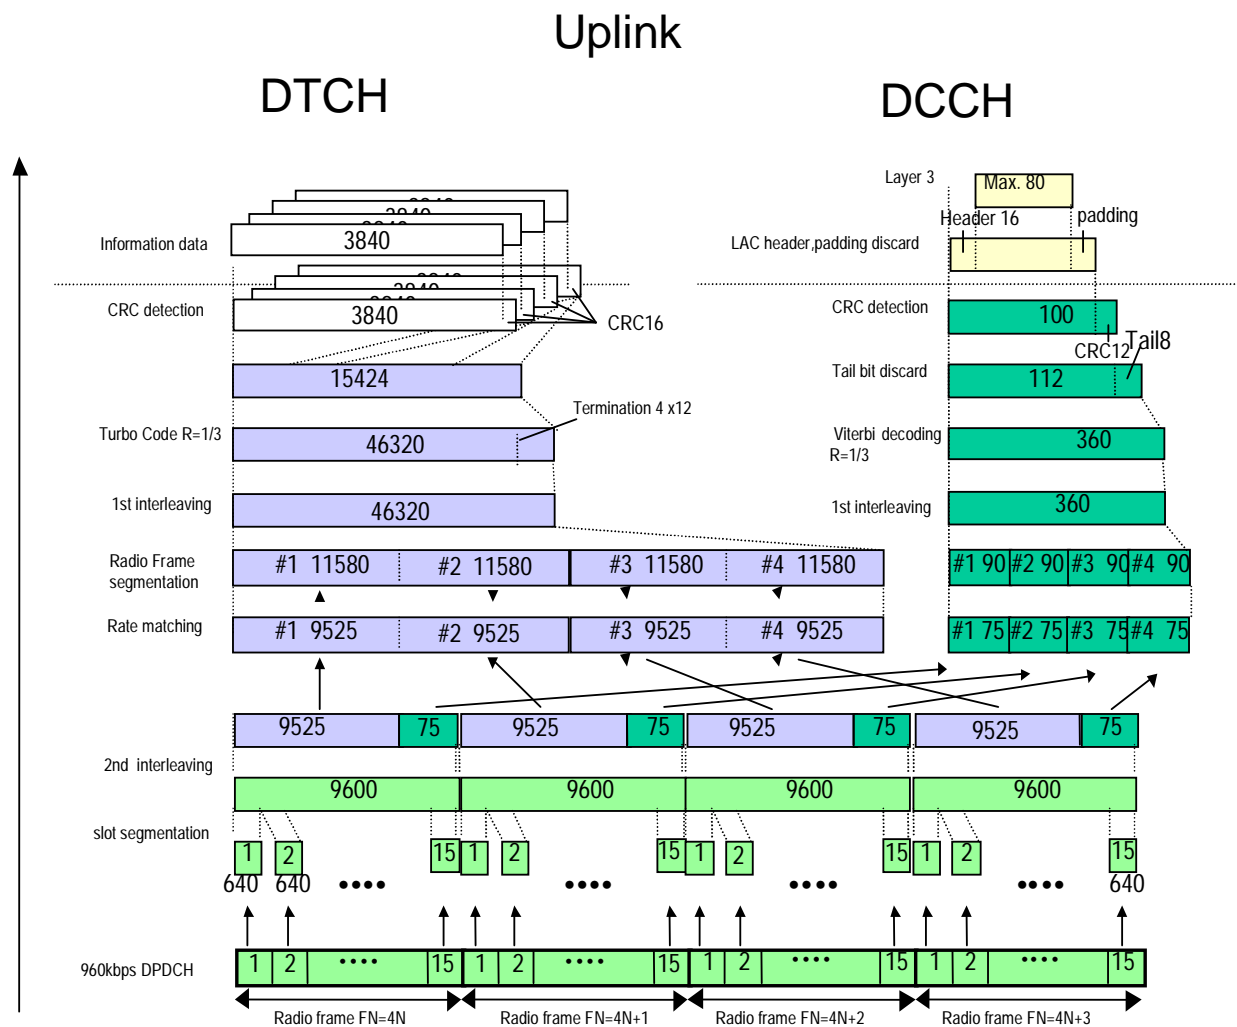 Uplink
DTCH
DCCH
Layer 3
Max. 80
Header 16
padding
3840
3840
Information data
3840
LAC header,padding discard
CRC detection
3840
CRC16
CRC detection
100
CRC12
Tail8
15424
Tail bit discard
112
Termination 4 x12
Turbo Code R=1/3
46320
Viterbi decoding
R=1/3
360
1st interleaving
46320
1st interleaving
360
Radio Frame
segmentation
#1 11580
#2 11580
#3 11580
#4 11580
#1 90
#2 90
#3 90
#4 90
Rate matching
#1 9525
#2 9525
#3 9525
#4 9525
#1 75
#2 75
#3 75
#4 75
9525
75
9525
75
9525
75
9525
75
2nd interleaving
9600
9600
9600
9600
slot segmentation
1
2
15
1
2
15
1
2
15
1
2
15
640
640
••••
••••
••••
••••
640
960kbps DPDCH
1
2
••••
15
1
2
••••
15
1
2
••••
15
1
2
••••
15
Radio frame FN=4N
Radio frame FN=4N+1
Radio frame FN=4N+2
Radio frame FN=4N+3